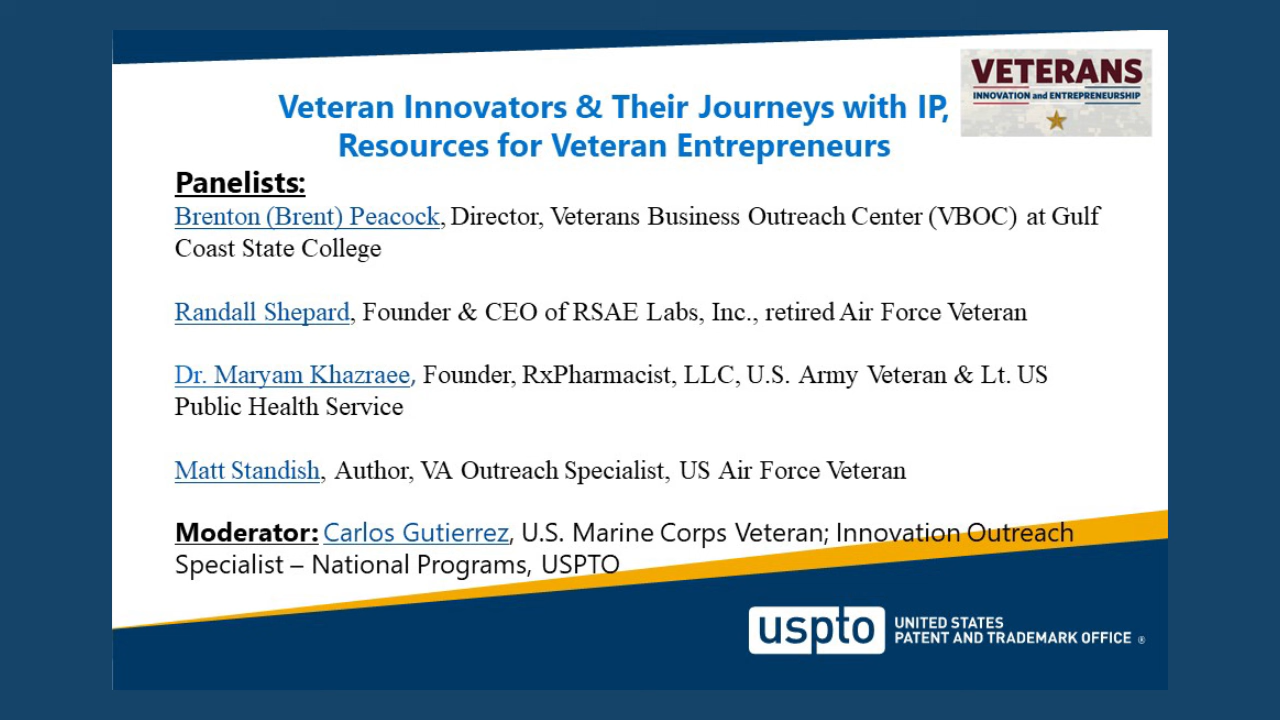 VETERANS
INNOVATION and ENTREPRENEURSHIP
Veteran Innovators & Their Journeys with IP,
Resources for Veteran Entrepreneurs
Panelists:
Brenton (Brent) Peacock, Director, Veterans Business Outreach Center (VBOC) at Gulf
Coast State College
Randall Shepard, Founder & CEO of RSAE Labs, Inc., retired Air Force Veteran
Dr. Maryam Khazraee, Founder, RxPharmacist, LLC, U.S. Army Veteran & Lt. US
Public Health Service
Matt Standish, Author, VA Outreach Specialist, US Air Force Veteran
Moderator: Carlos Gutierrez, U.S. Marine Corps Veteran; Innovation Outreach
Specialist – National Programs, USPTO
uspto
UNITED STATES
PATENT AND TRADEMARK OFFICE ®